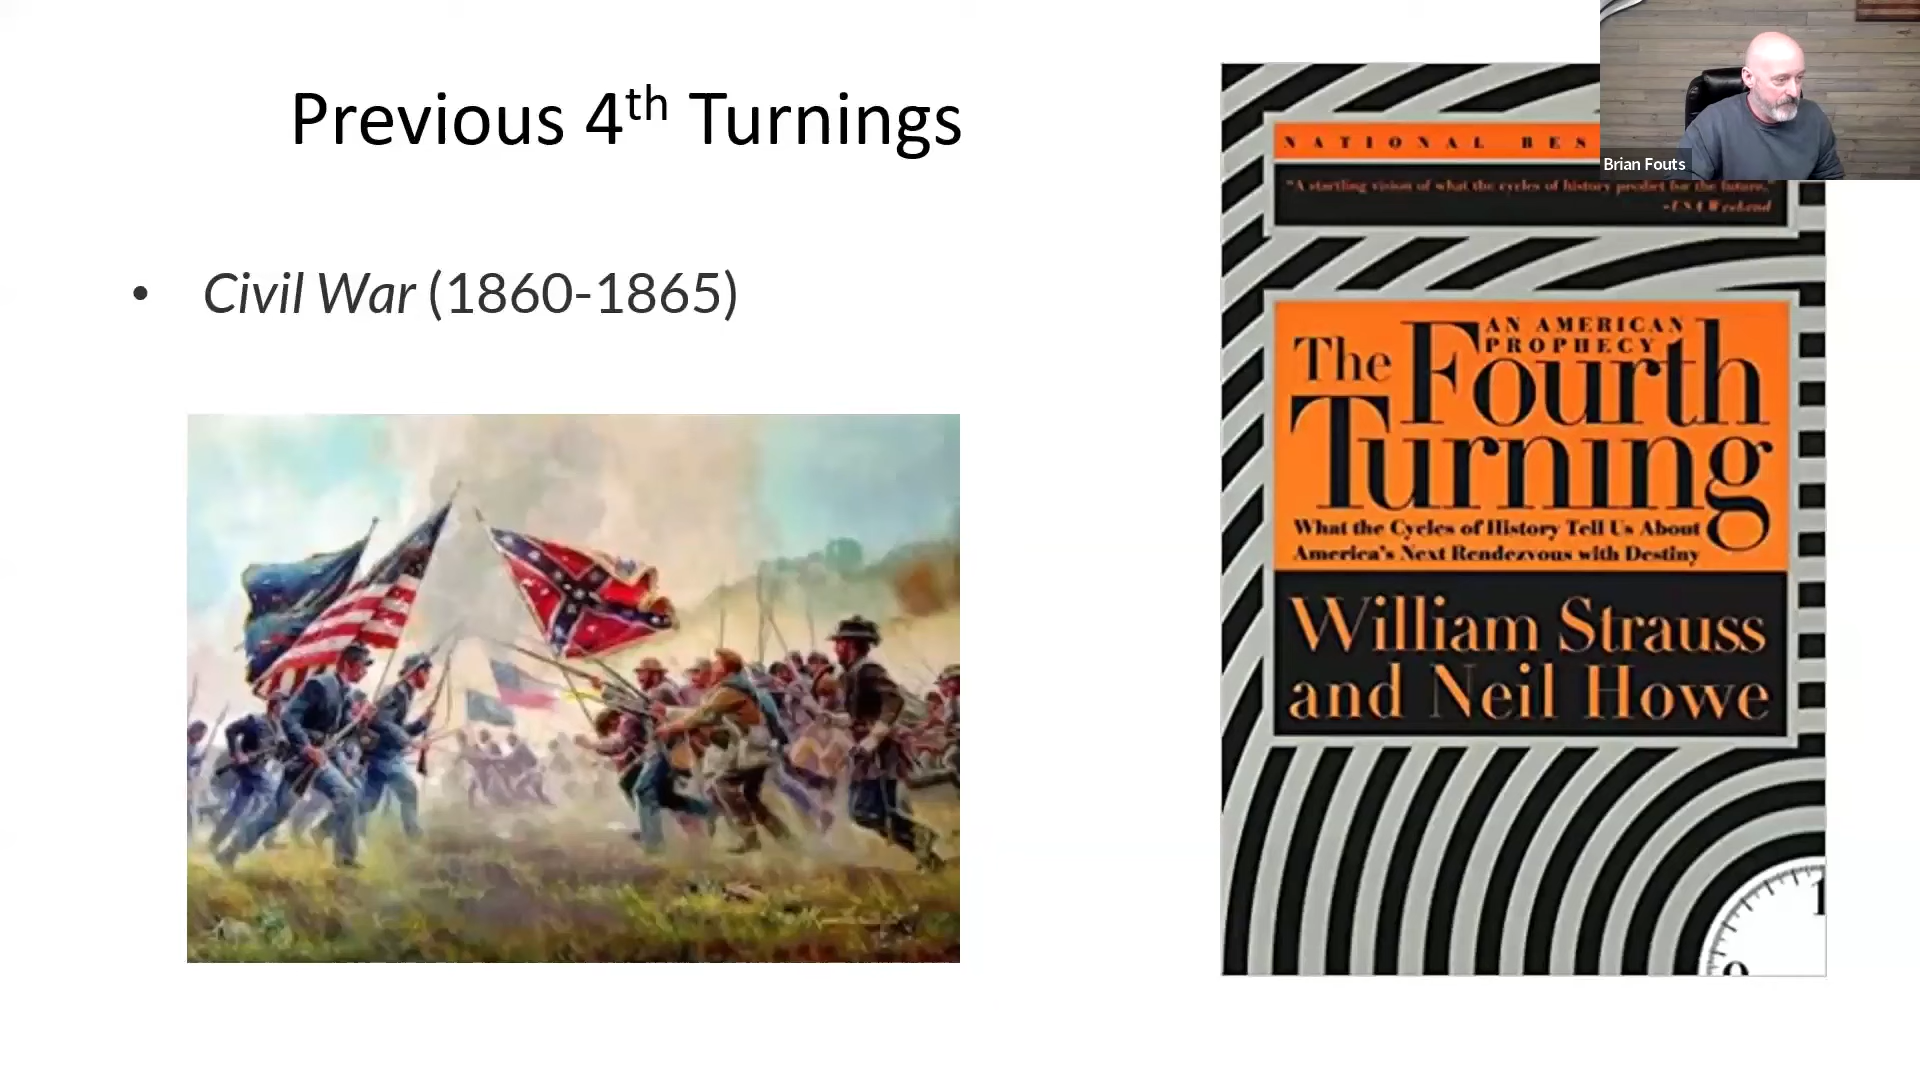 Previous 4th Turnings
• Civil War (1860-1865)
NATIONAL BES
"A startling vision of what the cycles of history predict for the future."
-USA Weekend
AN AMERICAN
PROPHECY
The Fourth
Turning
What the Cycles of History Tell Us About
America's Next Rendezvous with Destiny
William Strauss
and Neil Howe
1
9
Brian Fouts